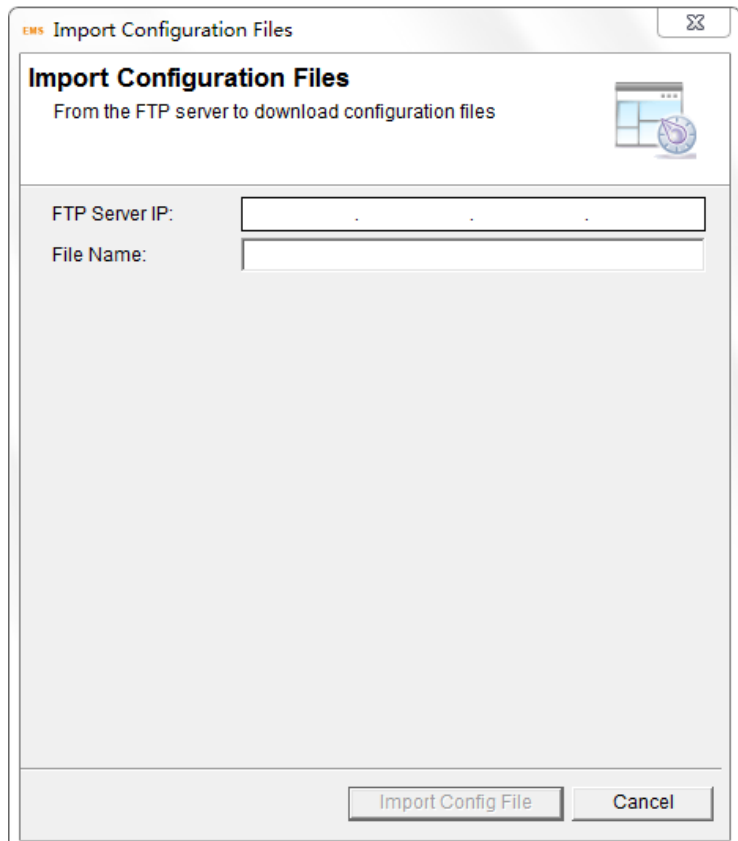 EMS Import Configuration Files
Import Configuration Files
From the FTP server to download configuration files
FTP Server IP: . . .
File Name:
Import Config File Cancel